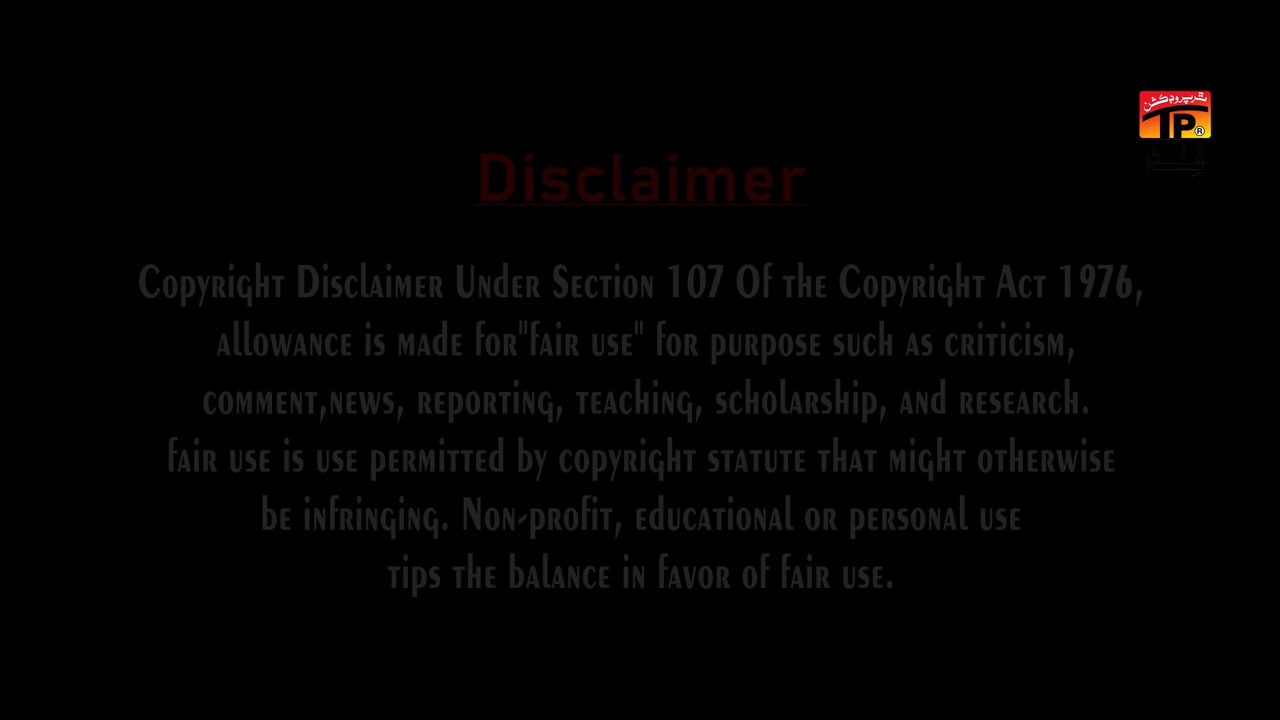 تھرپروڊڪشن
TP®
فلم
Disclaimer
Copyright Disclaimer Under Section 107 Of the Copyright Act 1976,
allowance is made for"fair use" for purpose such as criticism,
comment,news, reporting, teaching, scholarship, and research.
fair use is use permitted by copyright statute that might otherwise
be infringing. Non-profit, educational or personal use
tips the balance in favor of fair use.